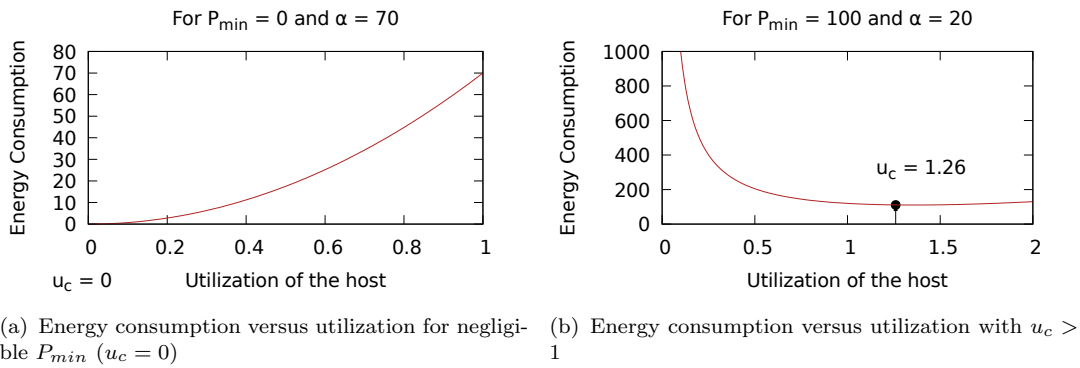 For P_min = 0 and α = 70
Energy Consumption
80
70
60
50
40
30
20
10
0
0 0.2 0.4 0.6 0.8 1
u_c = 0
Utilization of the host
(a) Energy consumption versus utilization for negligi-
ble P_min (u_c = 0)
For P_min = 100 and α = 20
Energy Consumption
1000
800
600
400
200
0
u_c = 1.26
0 0.5 1 1.5 2
Utilization of the host
(b) Energy consumption versus utilization with u_c >
1